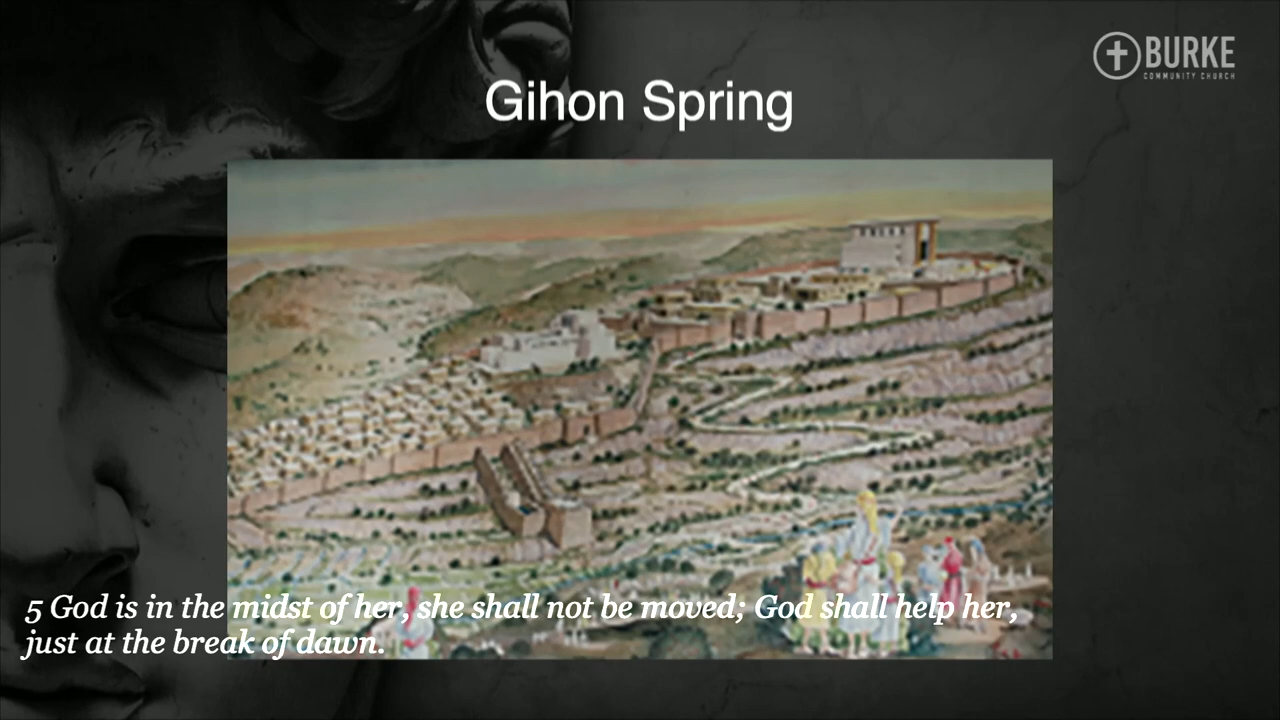 BURKE
COMMUNITY CHURCH
Gihon Spring
5 God is in the midst of her, she shall not be moved; God shall help her,
just at the break of dawn.